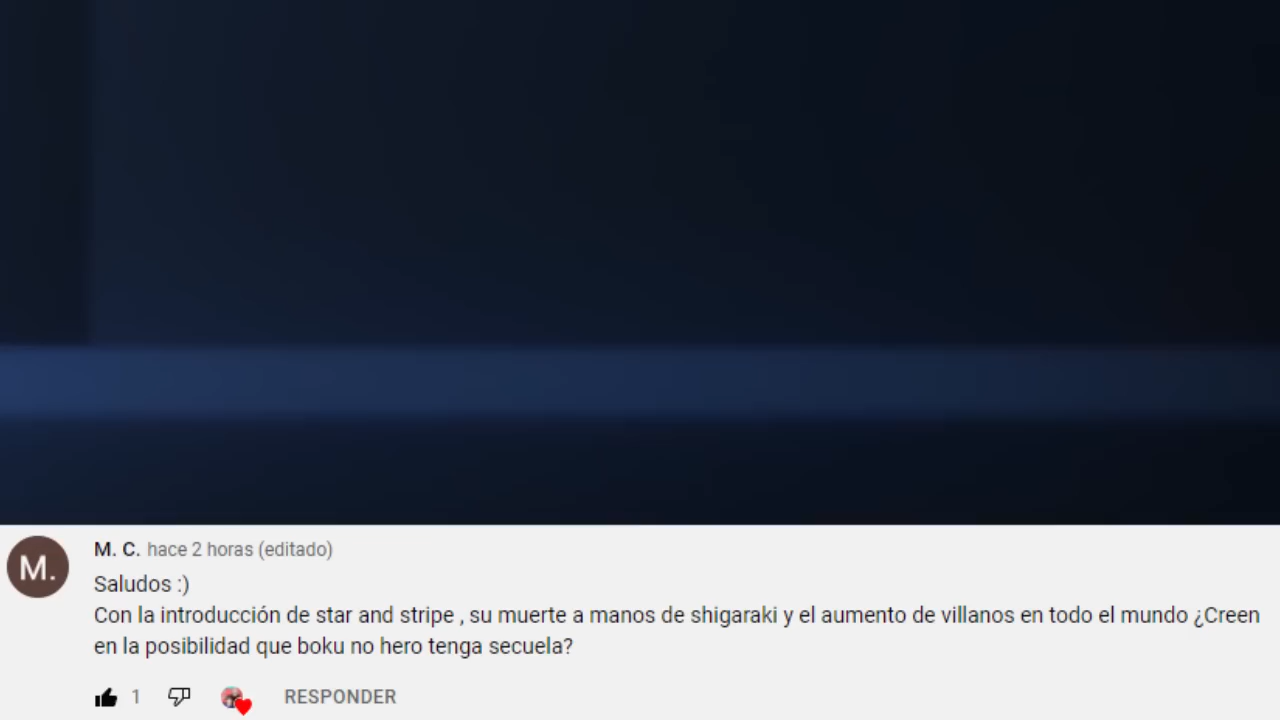 M.
M. C. hace 2 horas (editado)
Saludos :)
Con la introducción de star and stripe , su muerte a manos de shigaraki y el aumento de villanos en todo el mundo ¿Creen
en la posibilidad que boku no hero tenga secuela?
1
RESPONDER